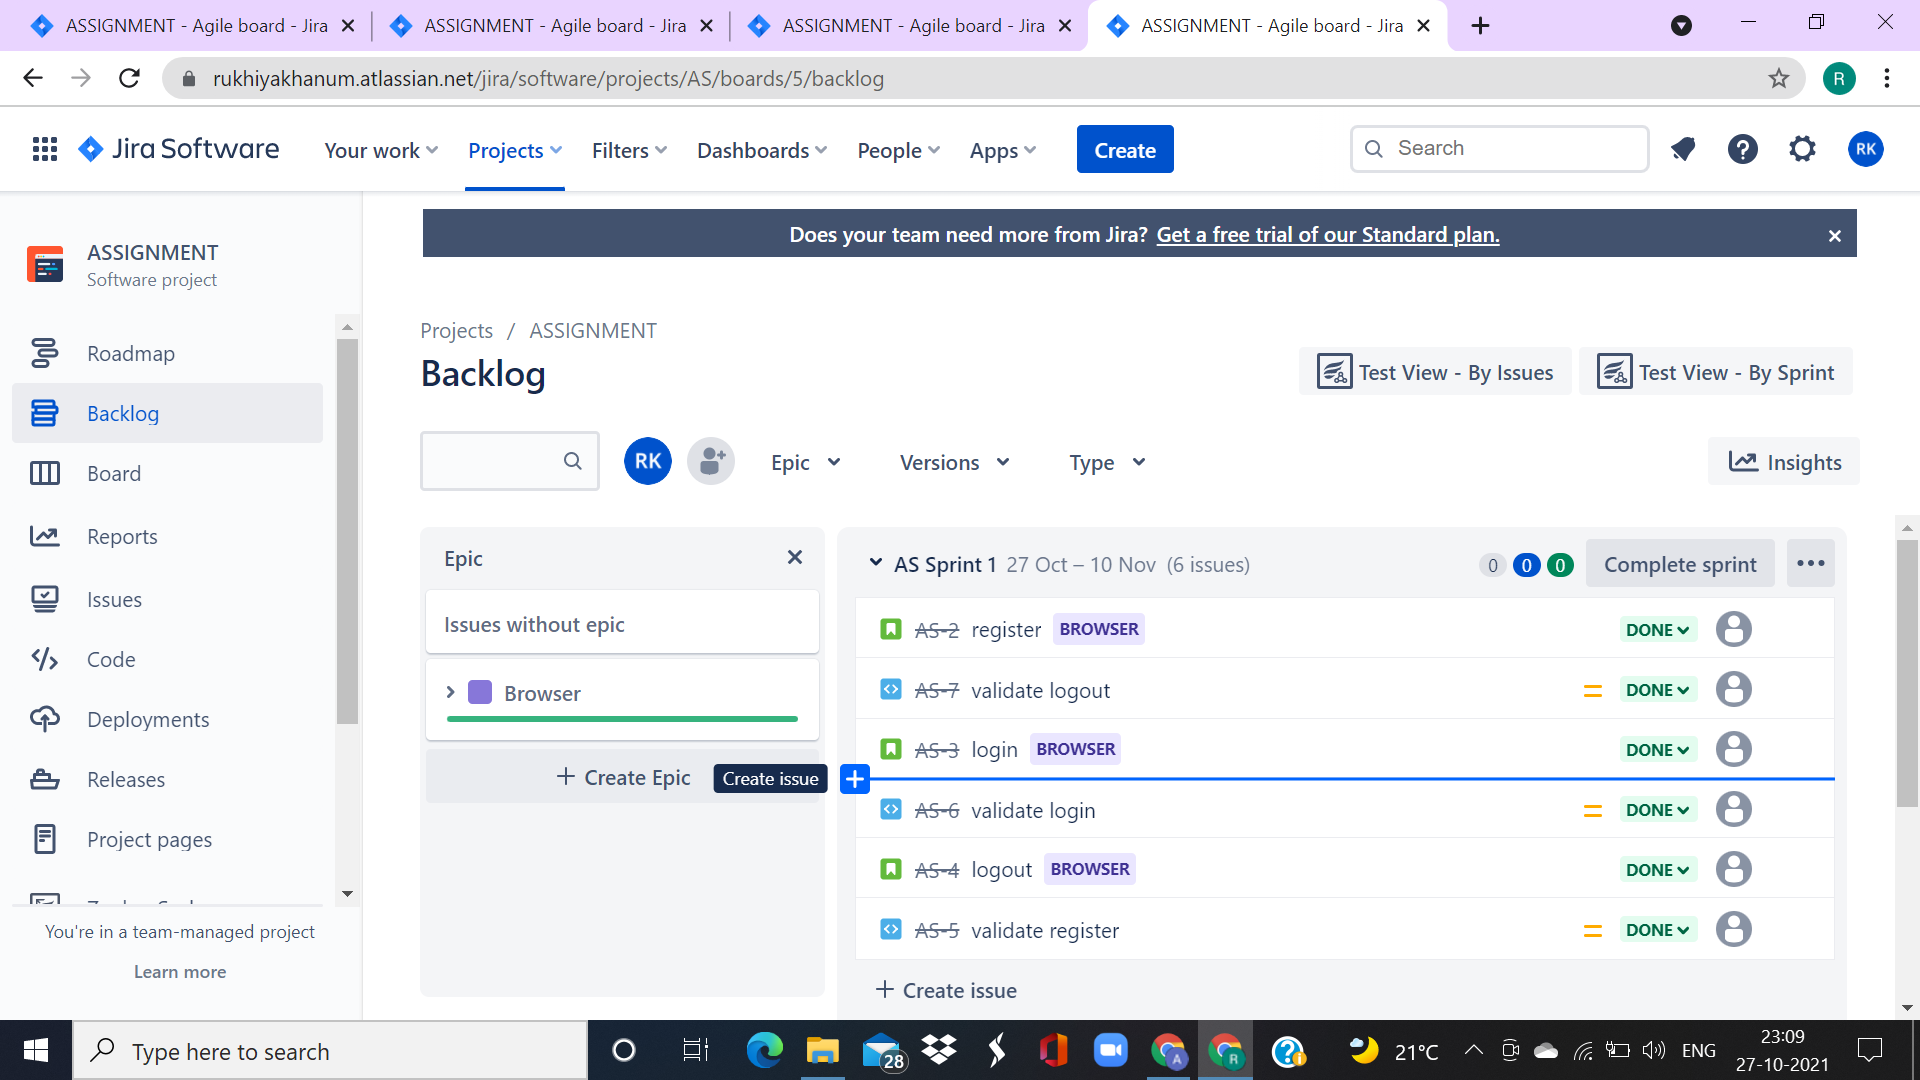 ASSIGNMENT - Agile board - Jira
ASSIGNMENT - Agile board - Jira
ASSIGNMENT - Agile board - Jira
ASSIGNMENT - Agile board - Jira
rukhiyakhanum.atlassian.net/jira/software/projects/AS/boards/5/backlog
R
Jira Software
Your work
Projects
Filters
Dashboards
People
Apps
Create
Search
RK
ASSIGNMENT
Software project
Does your team need more from Jira? Get a free trial of our Standard plan.
Roadmap
Backlog
Board
Reports
Issues
Code
Deployments
Releases
Project pages
You're in a team-managed project
Learn more
Projects / ASSIGNMENT
Backlog
Test View - By Issues
Test View - By Sprint
RK
Epic
Versions
Type
Insights
Epic
Issues without epic
Browser
+ Create Epic
Create issue
AS Sprint 1 27 Oct – 10 Nov (6 issues)
0 0 0
Complete sprint
AS-2 register BROWSER DONE
AS-7 validate logout DONE
AS-3 login BROWSER DONE
AS-6 validate login DONE
AS-4 logout BROWSER DONE
AS-5 validate register DONE
+ Create issue
Type here to search
28
A
R
21°C
ENG
23:09
27-10-2021